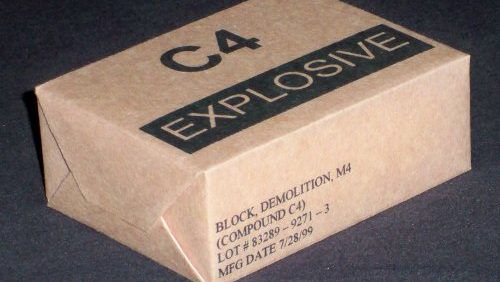 C4
EXPLOSIVE
BLOCK, DEMOLITION, M4
(COMPOUND C4)
LOT # 83289 – 9271 – 3
MFG DATE 7/28/99